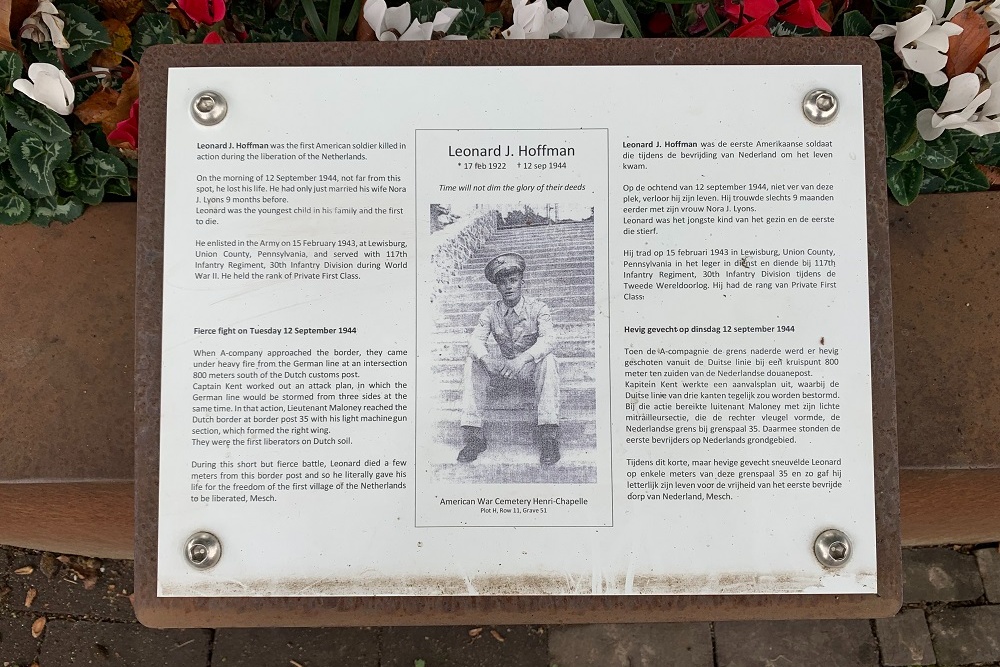 Leonard J. Hoffman was the first American soldier killed in
action during the liberation of the Netherlands.
On the morning of 12 September 1944, not far from this
spot, he lost his life. He had only just married his wife Nora
J. Lyons 9 months before.
Leonard was the youngest child in his family and the first
to die.
He enlisted in the Army on 15 February 1943, at Lewisburg,
Union County, Pennsylvania, and served with 117th
Infantry Regiment, 30th Infantry Division during World
War II. He held the rank of Private First Class.
Fierce fight on Tuesday 12 September 1944
When A-company approached the border, they came
under heavy fire from the German line at an intersection
800 meters south of the Dutch customs post.
Captain Kent worked out an attack plan, in which the
German line would be stormed from three sides at the
same time. In that action, Lieutenant Maloney reached the
Dutch border at border post 35 with his light machine gun
section, which formed the right wing.
They were the first liberators on Dutch soil.
During this short but fierce battle, Leonard died a few
meters from this border post and so he literally gave his
life for the freedom of the first village of the Netherlands
to be liberated, Mesch.
Leonard J. Hoffman
* 17 feb 1922 † 12 sep 1944
Time will not dim the glory of their deeds
American War Cemetery Henri-Chapelle
Plot H, Row 11, Grave 51
Leonard J. Hoffman was de eerste Amerikaanse soldaat
die tijdens de bevrijding van Nederland om het leven
kwam.
Op de ochtend van 12 september 1944, niet ver van deze
plek, verloor hij zijn leven. Hij trouwde slechts 9 maanden
eerder met zijn vrouw Nora J. Lyons.
Leonard was het jongste kind van het gezin en de eerste
die stierf.
Hij trad op 15 februari 1943 in Lewisburg, Union County,
Pennsylvania in het leger in dienst en diende bij 117th
Infantry Regiment, 30th Infantry Division tijdens de
Tweede Wereldoorlog. Hij had de rang van Private First
Class.
Hevig gevecht op dinsdag 12 september 1944
Toen de A-compagnie de grens naderde werd er hevig
geschoten vanuit de Duitse linie bij een kruispunt 800
meter ten zuiden van de Nederlandse douanepost.
Kapitein Kent werkte een aanvalsplan uit, waarbij de
Duitse linie van drie kanten tegelijk zou worden bestormd.
Bij die actie bereikte luitenant Maloney met zijn lichte
mitrailleursectie, die de rechter vleugel vormde, de
Nederlandse grens bij grenspaal 35. Daarmee stonden de
eerste bevrijders op Nederlands grondgebied.
Tijdens dit korte, maar hevige gevecht sneuvelde Leonard
op enkele meters van deze grenspaal 35 en zo gaf hij
letterlijk zijn leven voor de vrijheid van het eerste bevrijde
dorp van Nederland, Mesch.